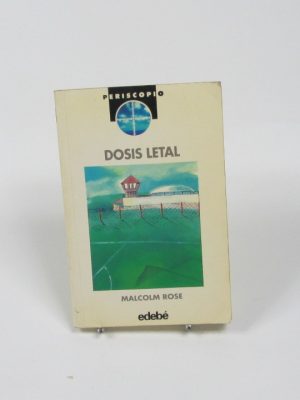 PERISCOPIO
DOSIS LETAL
MALCOLM ROSE
edebé